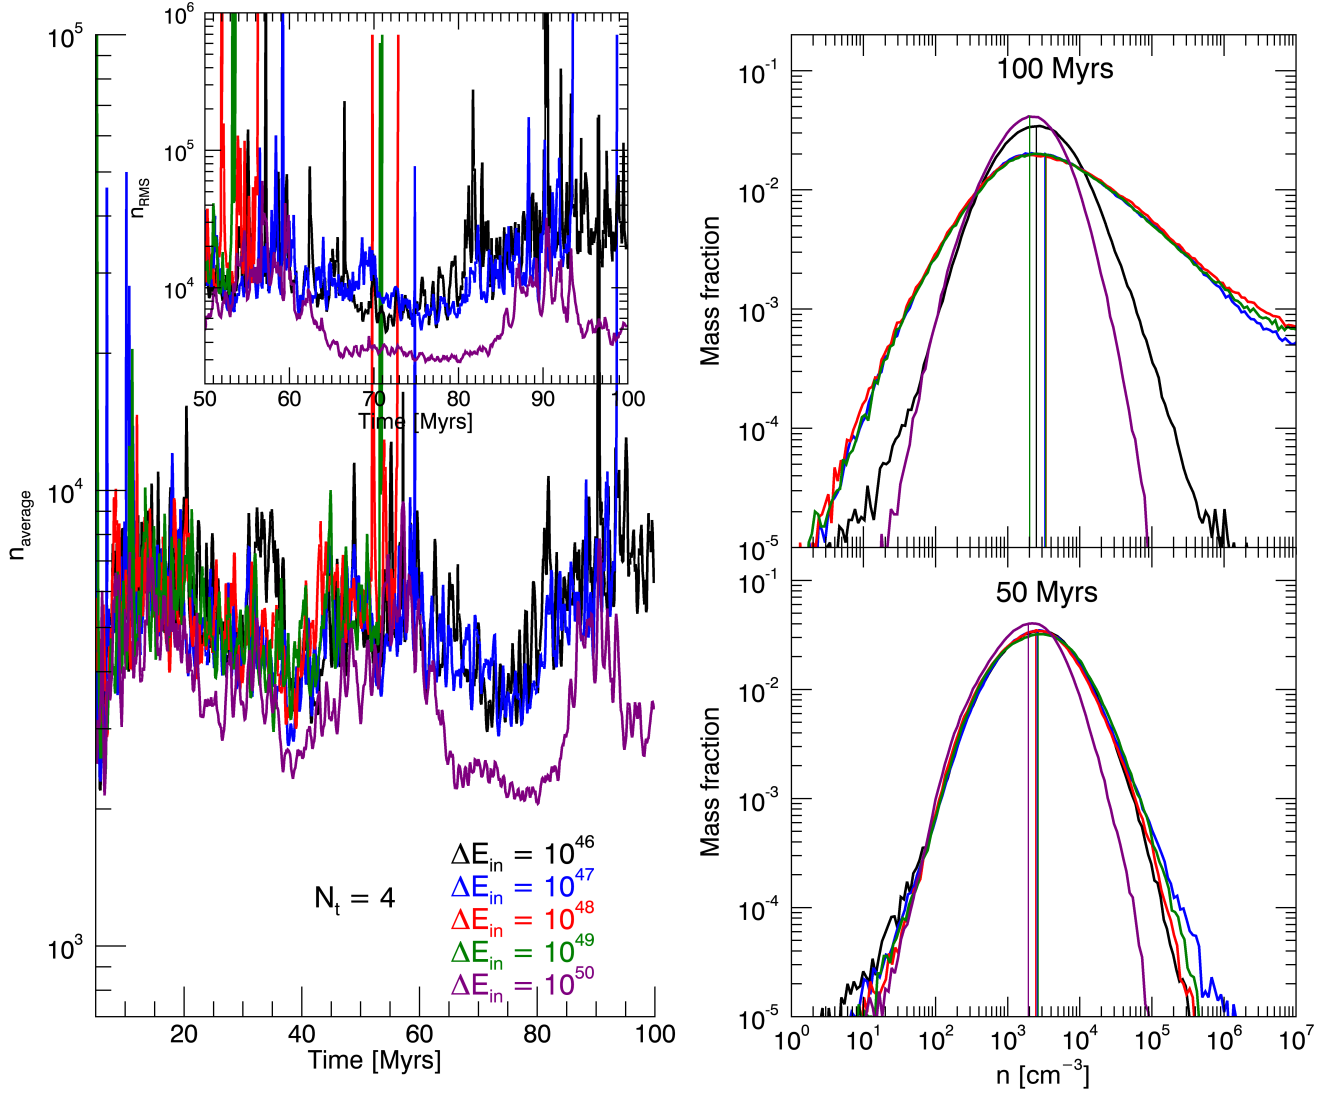 10^6
10^5
10^4
n_RMS
50 60 70 80 90 100
Time [Myrs]
10^5
10^4
10^3
n_average
N_t = 4
ΔE_in = 10^46
ΔE_in = 10^47
ΔE_in = 10^48
ΔE_in = 10^49
ΔE_in = 10^50
20 40 60 80 100
Time [Myrs]
100 Myrs
10^−1
10^−2
10^−3
10^−4
10^−5
Mass fraction
50 Myrs
10^−1
10^−2
10^−3
10^−4
10^−5
Mass fraction
10^0 10^1 10^2 10^3 10^4 10^5 10^6 10^7
n [cm^−3]